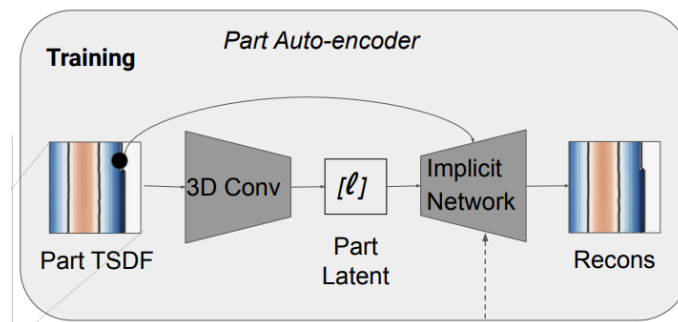 Part Auto-encoder
Training
3D Conv
[ℓ]
Implicit
Network
Part TSDF
Part
Latent
Recons